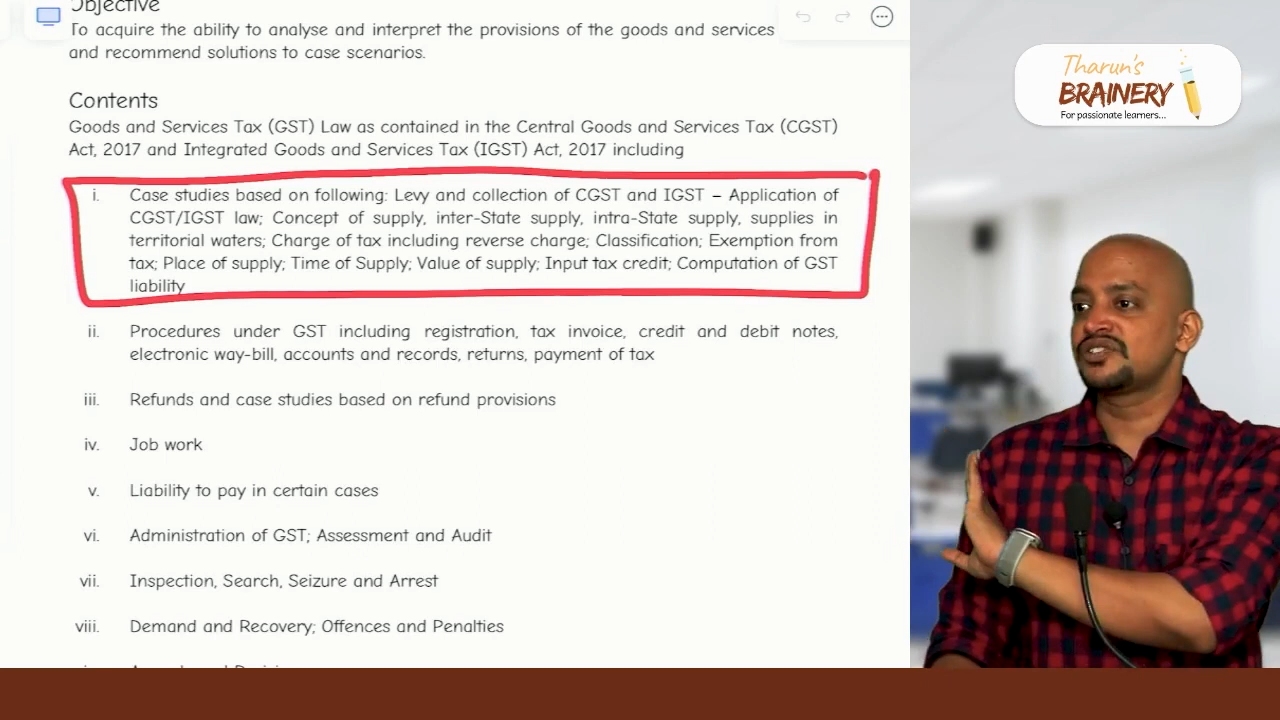 Objective
To acquire the ability to analyse and interpret the provisions of the goods and services
and recommend solutions to case scenarios.
Contents
Goods and Services Tax (GST) Law as contained in the Central Goods and Services Tax (CGST)
Act, 2017 and Integrated Goods and Services Tax (IGST) Act, 2017 including
i. Case studies based on following: Levy and collection of CGST and IGST – Application of
CGST/IGST law; Concept of supply, inter-State supply, intra-State supply, supplies in
territorial waters; Charge of tax including reverse charge; Classification; Exemption from
tax; Place of supply; Time of Supply; Value of supply; Input tax credit; Computation of GST
liability
ii. Procedures under GST including registration, tax invoice, credit and debit notes,
electronic way-bill, accounts and records, returns, payment of tax
iii. Refunds and case studies based on refund provisions
iv. Job work
v. Liability to pay in certain cases
vi. Administration of GST; Assessment and Audit
vii. Inspection, Search, Seizure and Arrest
viii. Demand and Recovery; Offences and Penalties
Tharun's
BRAINERY
For passionate learners...